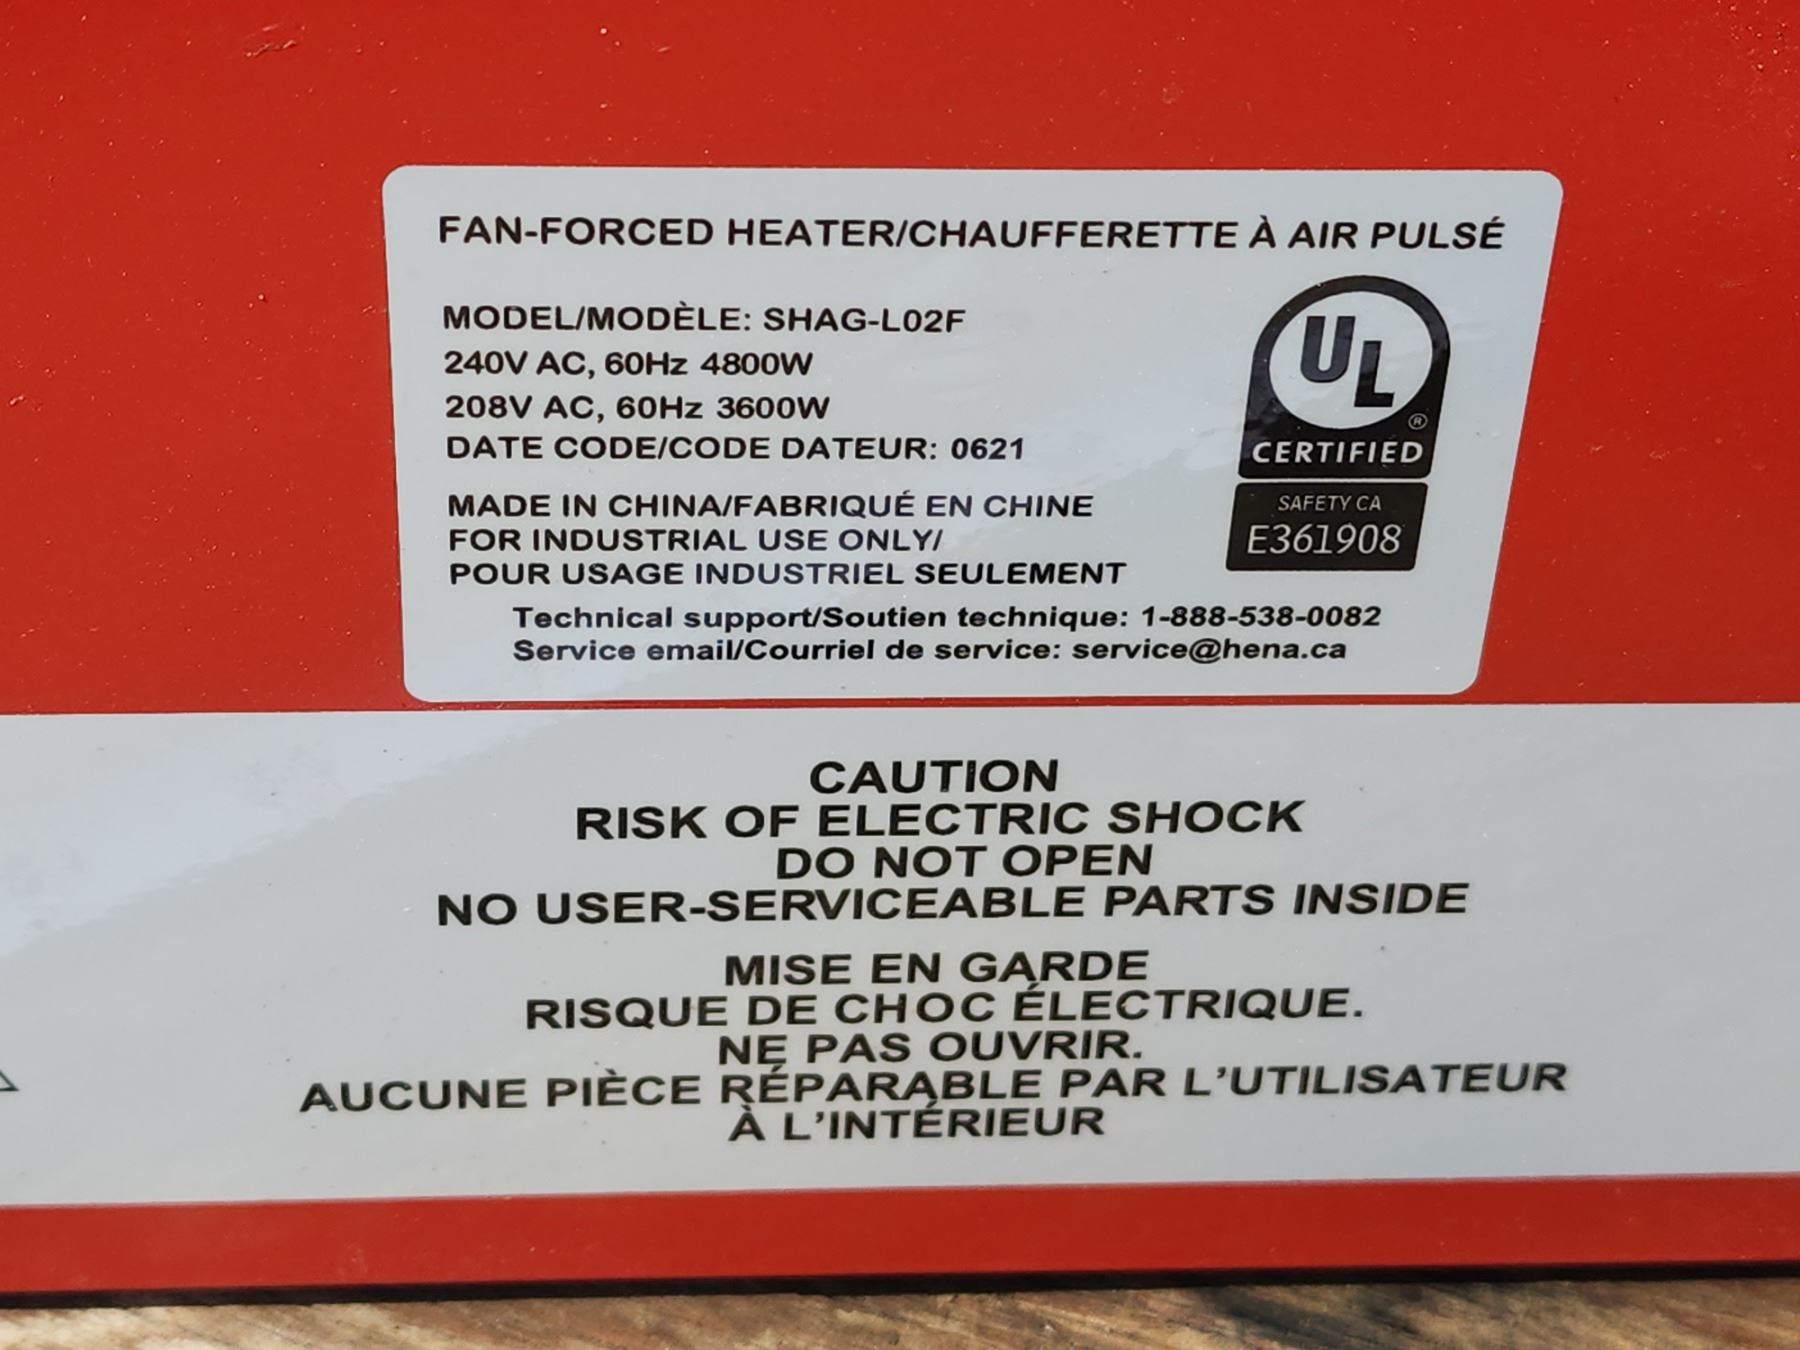 FAN-FORCED HEATER/CHAUFFERETTE À AIR PULSÉ
MODEL/MODÈLE: SHAG-L02F
240V AC, 60Hz 4800W
208V AC, 60Hz 3600W
DATE CODE/CODE DATEUR: 0621
MADE IN CHINA/FABRIQUÉ EN CHINE
FOR INDUSTRIAL USE ONLY/
POUR USAGE INDUSTRIEL SEULEMENT
Technical support/Soutien technique: 1-888-538-0082
Service email/Courriel de service: service@hena.ca
UL
®
CERTIFIED
SAFETY CA
E361908
CAUTION
RISK OF ELECTRIC SHOCK
DO NOT OPEN
NO USER-SERVICEABLE PARTS INSIDE
MISE EN GARDE
RISQUE DE CHOC ÉLECTRIQUE.
NE PAS OUVRIR.
AUCUNE PIÈCE RÉPARABLE PAR L'UTILISATEUR
À L'INTÉRIEUR